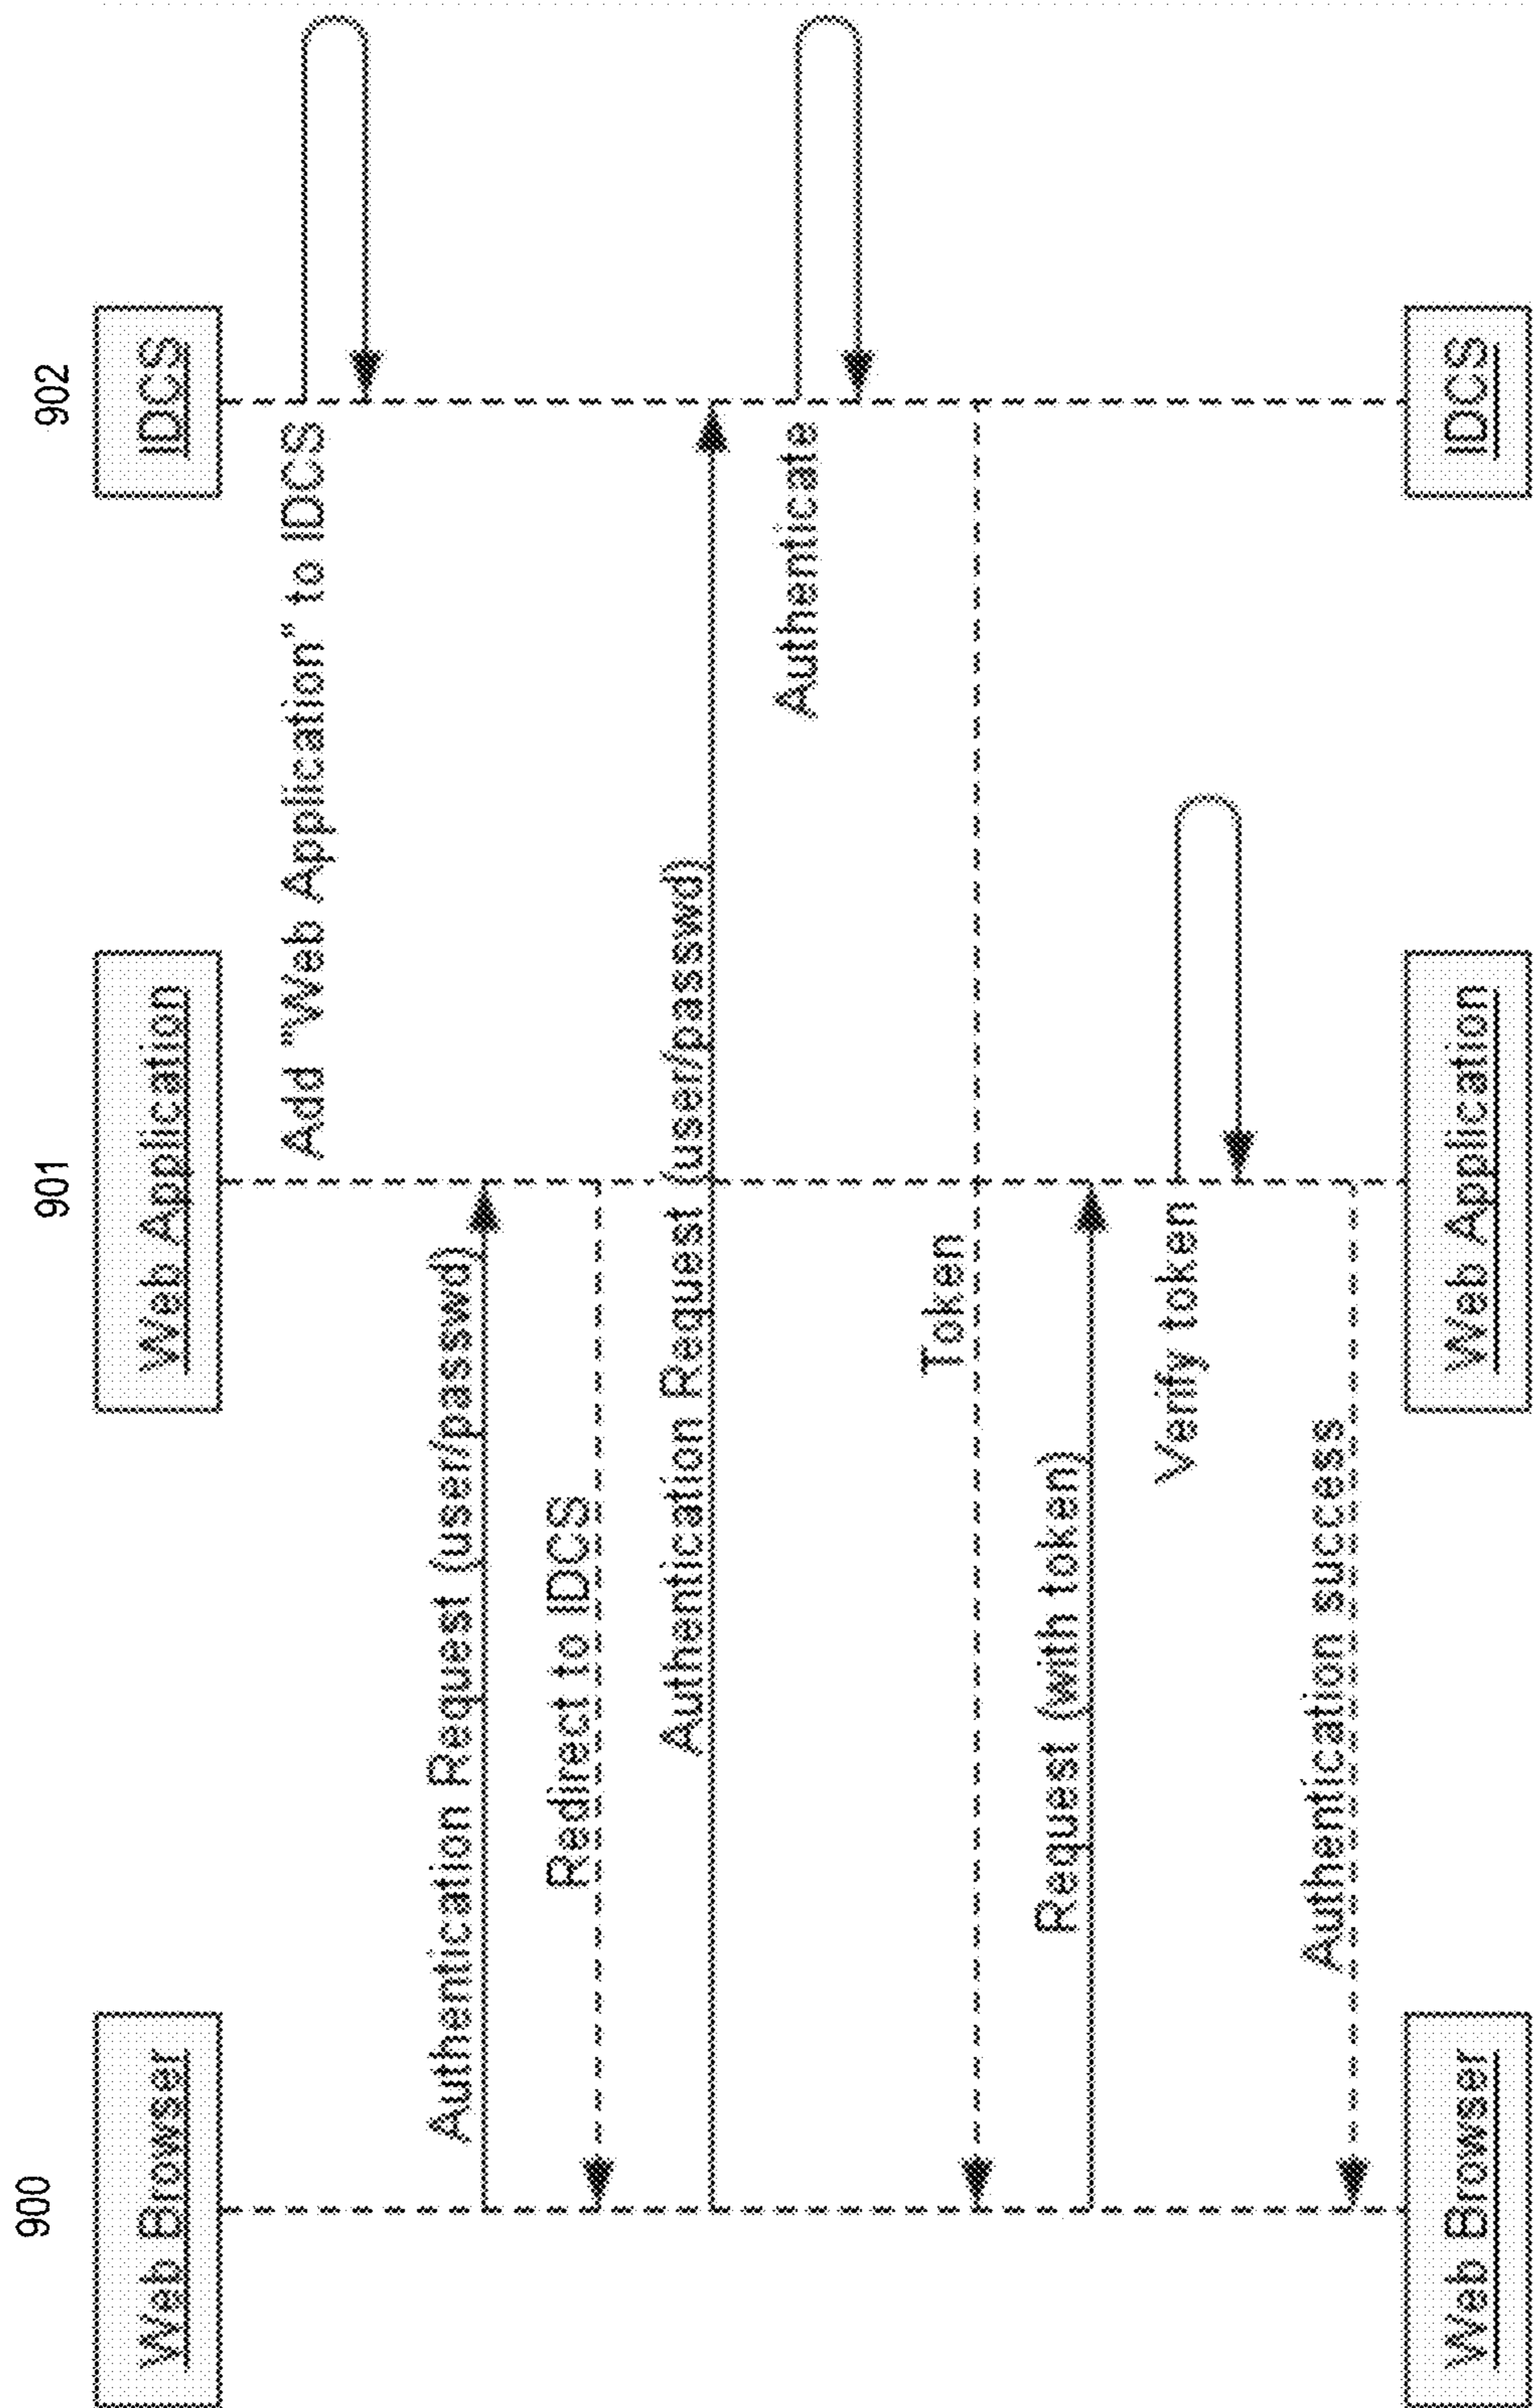 900
901
902
Web Browser
Web Application
IDCS
Add "Web Application" to IDCS
Authentication Request (user/passwd)
Redirect to IDCS
Authentication Request (user/passwd)
Authenticate
Token
Request (with token)
Verify token
Authentication success
Web Browser
Web Application
IDCS